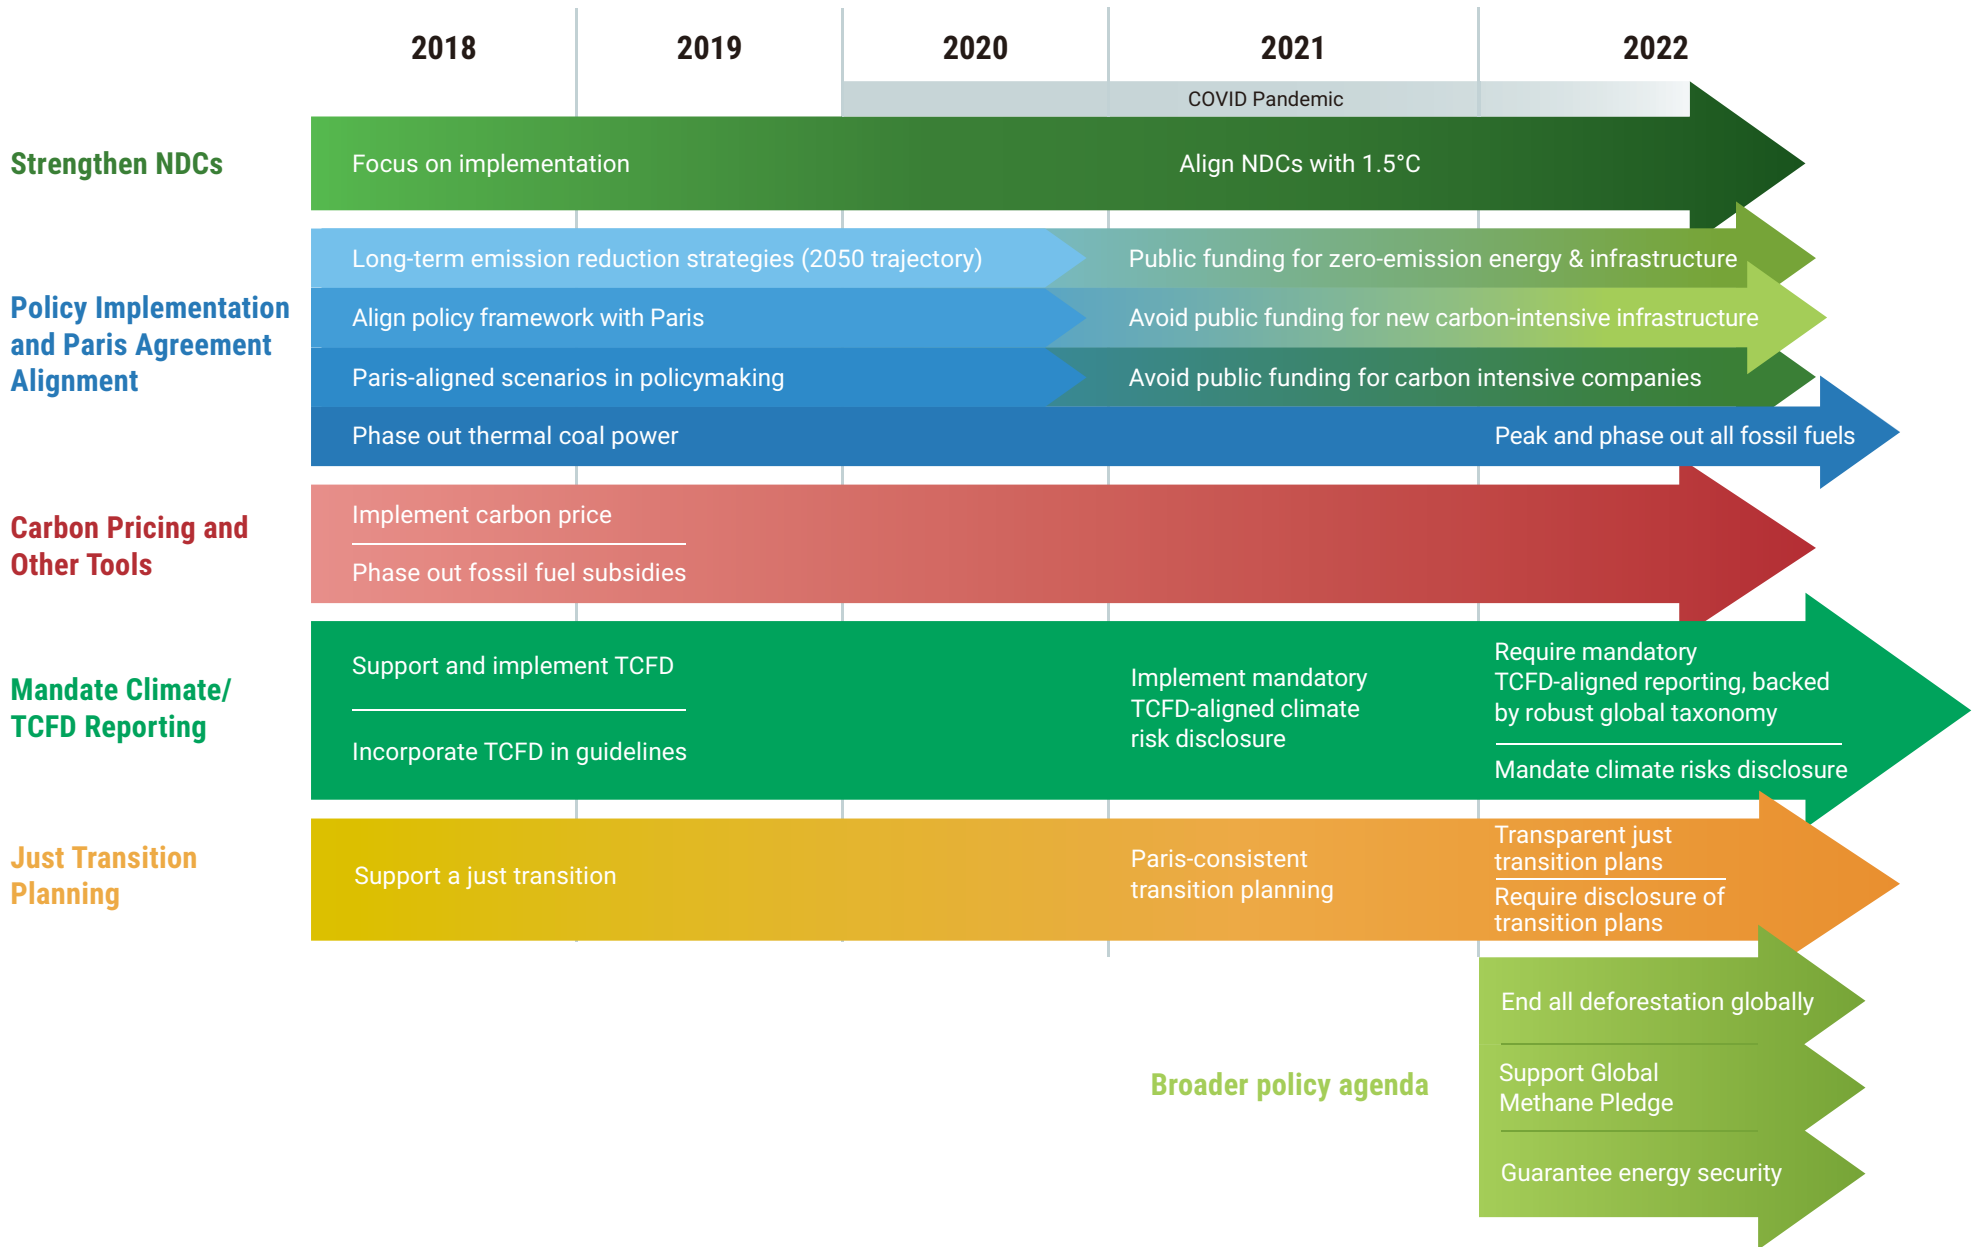 2018
2019
2020
2021
2022
COVID Pandemic
Strengthen NDCs
Focus on implementation
Align NDCs with 1.5°C
Policy Implementation
and Paris Agreement
Alignment
Long-term emission reduction strategies (2050 trajectory)
Public funding for zero-emission energy & infrastructure
Align policy framework with Paris
Avoid public funding for new carbon-intensive infrastructure
Paris-aligned scenarios in policymaking
Avoid public funding for carbon intensive companies
Phase out thermal coal power
Peak and phase out all fossil fuels
Carbon Pricing and
Other Tools
Implement carbon price
Phase out fossil fuel subsidies
Mandate Climate/
TCFD Reporting
Support and implement TCFD
Incorporate TCFD in guidelines
Implement mandatory
TCFD-aligned climate
risk disclosure
Require mandatory
TCFD-aligned reporting, backed
by robust global taxonomy
Mandate climate risks disclosure
Just Transition
Planning
Support a just transition
Paris-consistent
transition planning
Transparent just
transition plans
Require disclosure of
transition plans
Broader policy agenda
End all deforestation globally
Support Global
Methane Pledge
Guarantee energy security